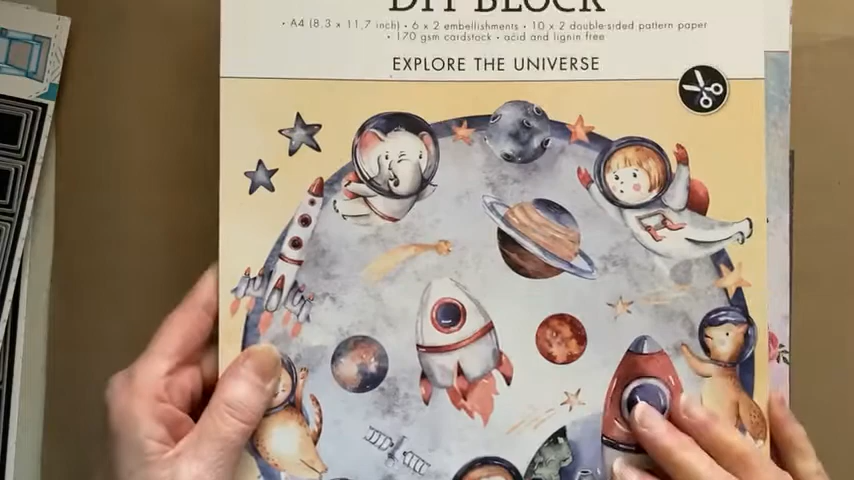 DIY BLOCK
• A4 (8.3 x 11,7 inch) • 6 x 2 embellishments • 10 x 2 double-sided pattern paper
• 170 gsm cardstock • acid and lignin free
EXPLORE THE UNIVERSE